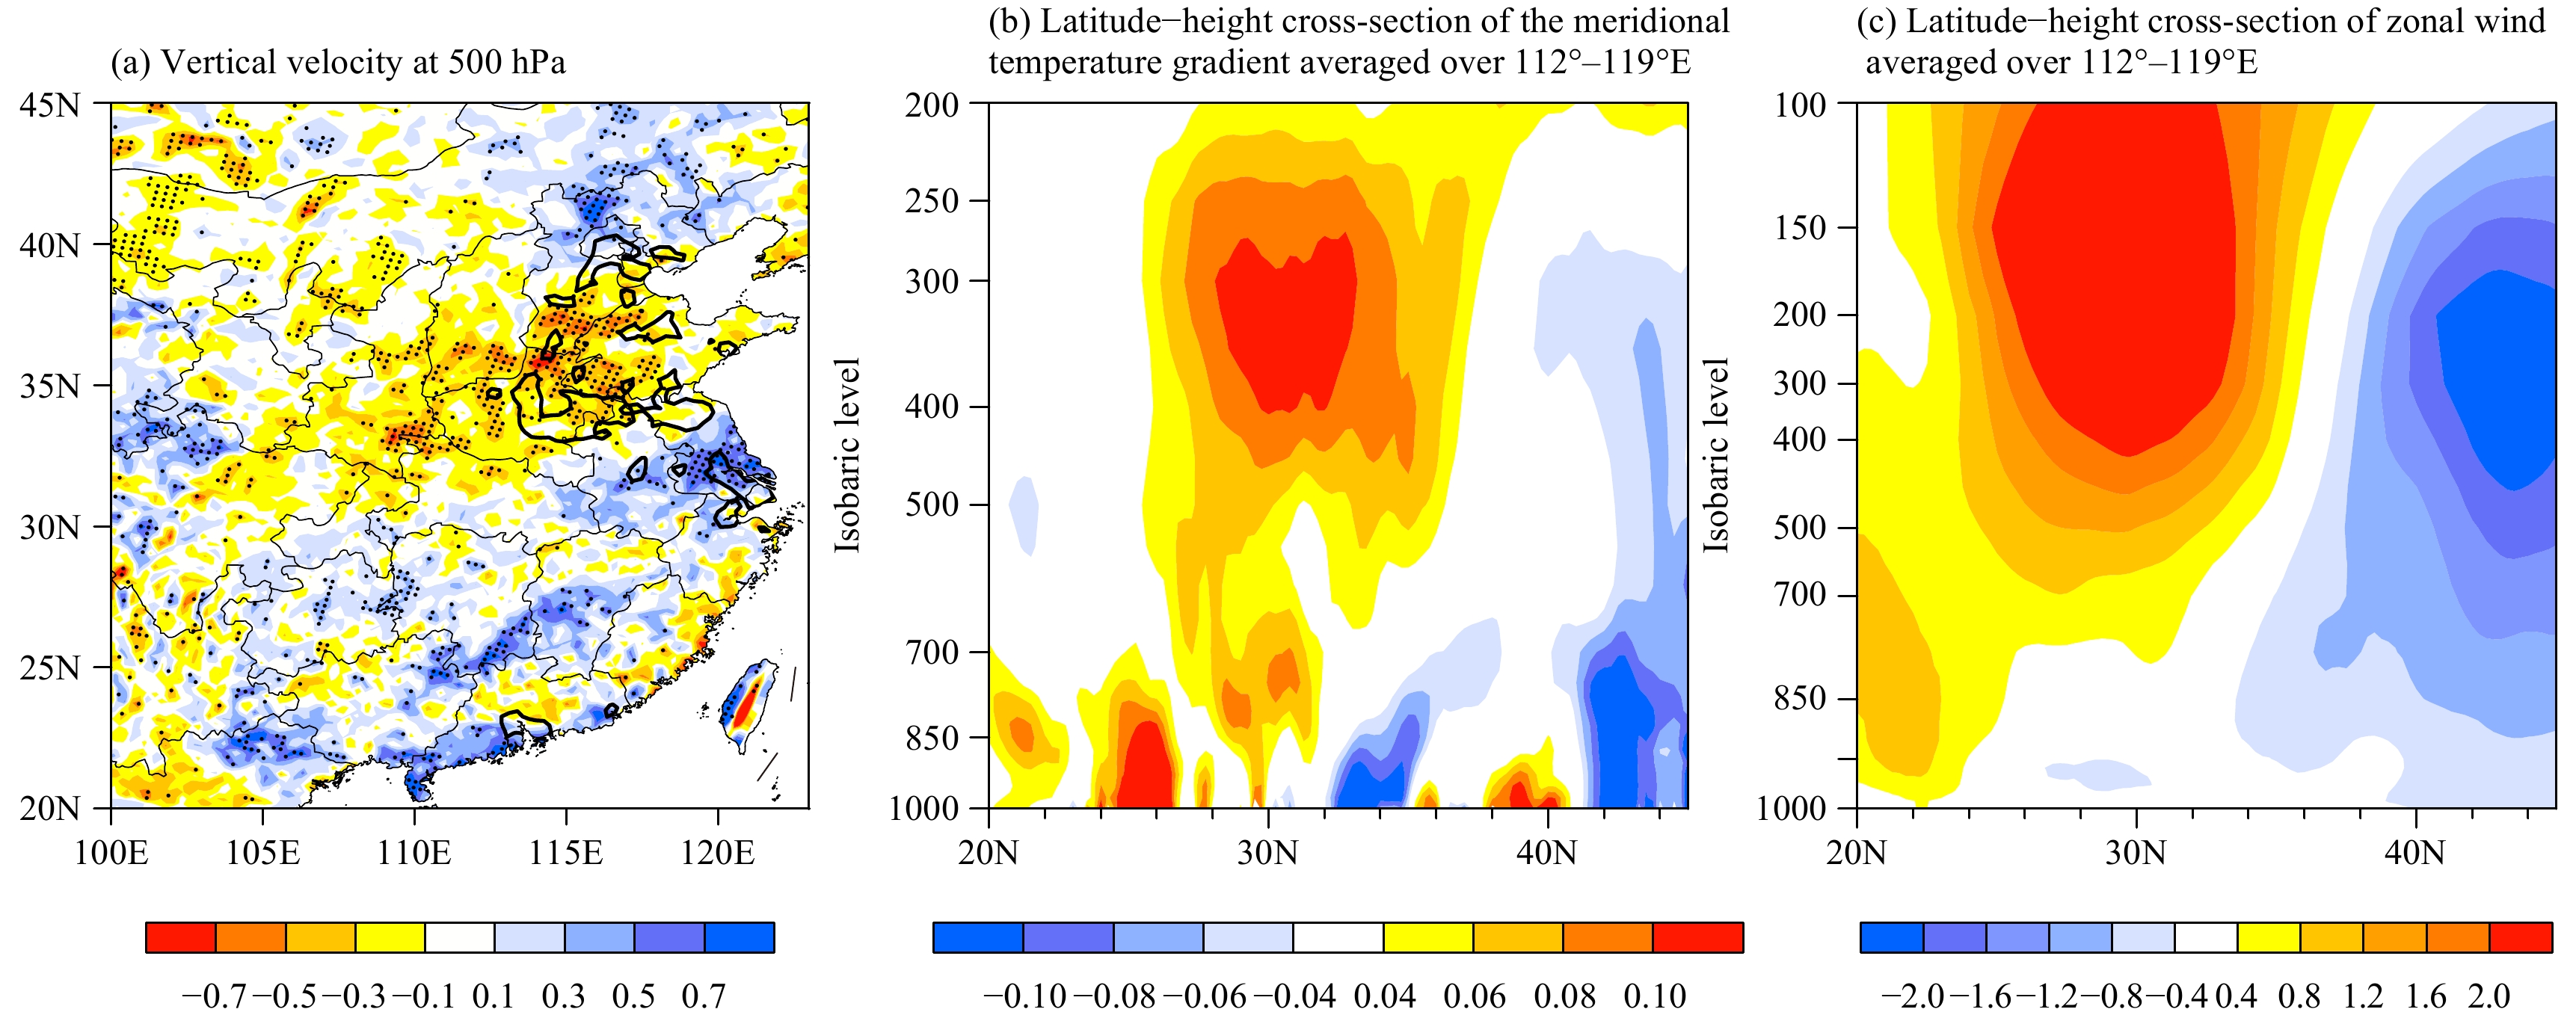 (a) Vertical velocity at 500 hPa
45N
40N
35N
30N
25N
20N
100E 105E 110E 115E 120E
−0.7 −0.5 −0.3 −0.1 0.1 0.3 0.5 0.7
(b) Latitude−height cross-section of the meridional
temperature gradient averaged over 112°–119°E
Isobaric level
200
250
300
400
500
700
850
1000
20N 30N 40N
−0.10 −0.08 −0.06 −0.04 0.04 0.06 0.08 0.10
(c) Latitude−height cross-section of zonal wind
averaged over 112°–119°E
Isobaric level
100
150
200
300
400
500
700
850
1000
20N 30N 40N
−2.0 −1.6 −1.2 −0.8 −0.4 0.4 0.8 1.2 1.6 2.0